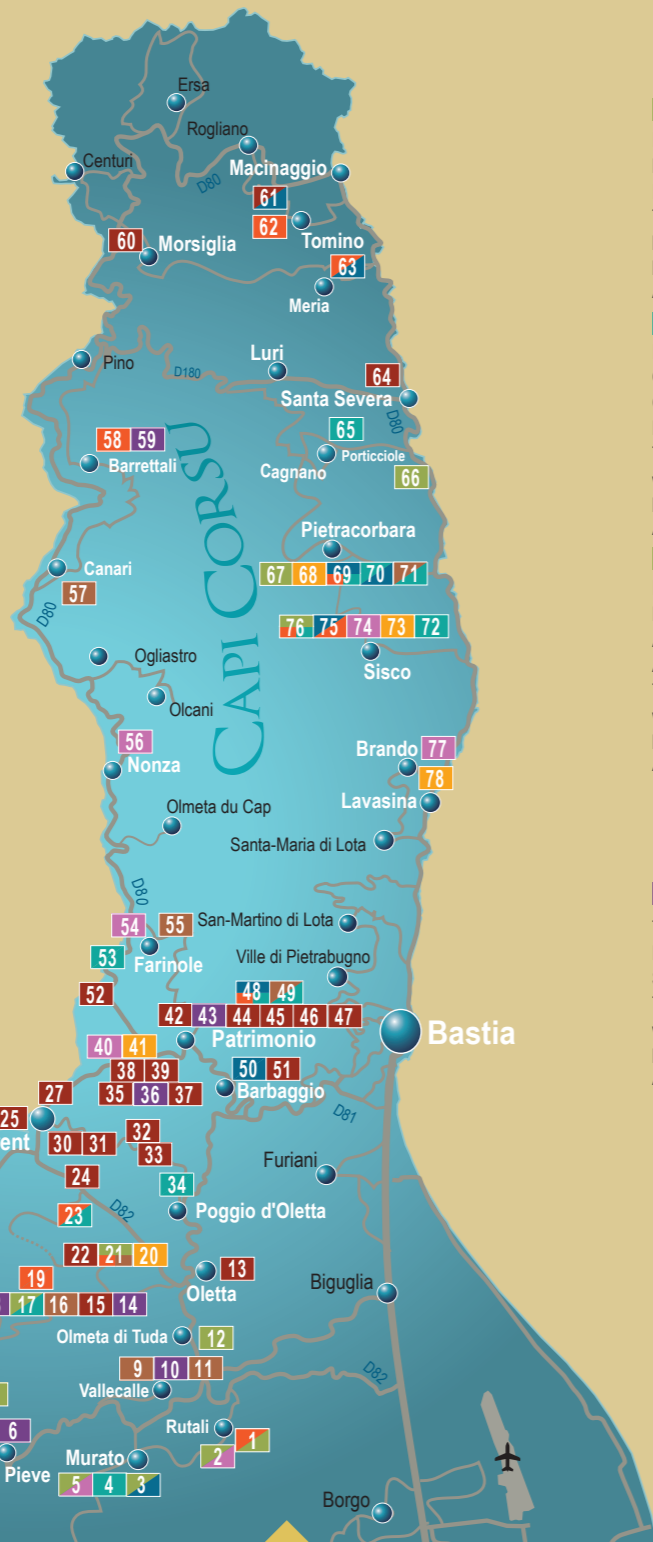 Ersa
Rogliano
Centuri
D80
Macinaggio
61
62
Tomino
60
Morsiglia
63
Meria
Pino
D180
Luri
64
Santa Severa
D80
65
Cagnano
Porticciole
66
58 59
Barrettali
CAPI CORSU
Pietracorbara
67 68 69 70 71
Canari
57
D80
76 75 74 73 72
Sisco
Ogliastro
Olcani
56
Nonza
Brando 77
78
Lavasina
Olmeta du Cap
Santa-Maria di Lota
D80
54 55
San-Martino di Lota
53
Farinole
Ville di Pietrabugno
52
48 49
42 43 44 45 46 47
Patrimonio
Bastia
40 41
38 39
50 51
Barbaggio
27
35 36 37
25
ent
D81
30 31
32
33
24
Furiani
34
D82
23
Poggio d'Oletta
22 21 20
19
13
Oletta
Biguglia
17 16 15 14
Olmeta di Tuda 12
9 10 11
Vallecalle
D82
6
Pieve
Rutali
1
2
Murato
5 4 3
Borgo